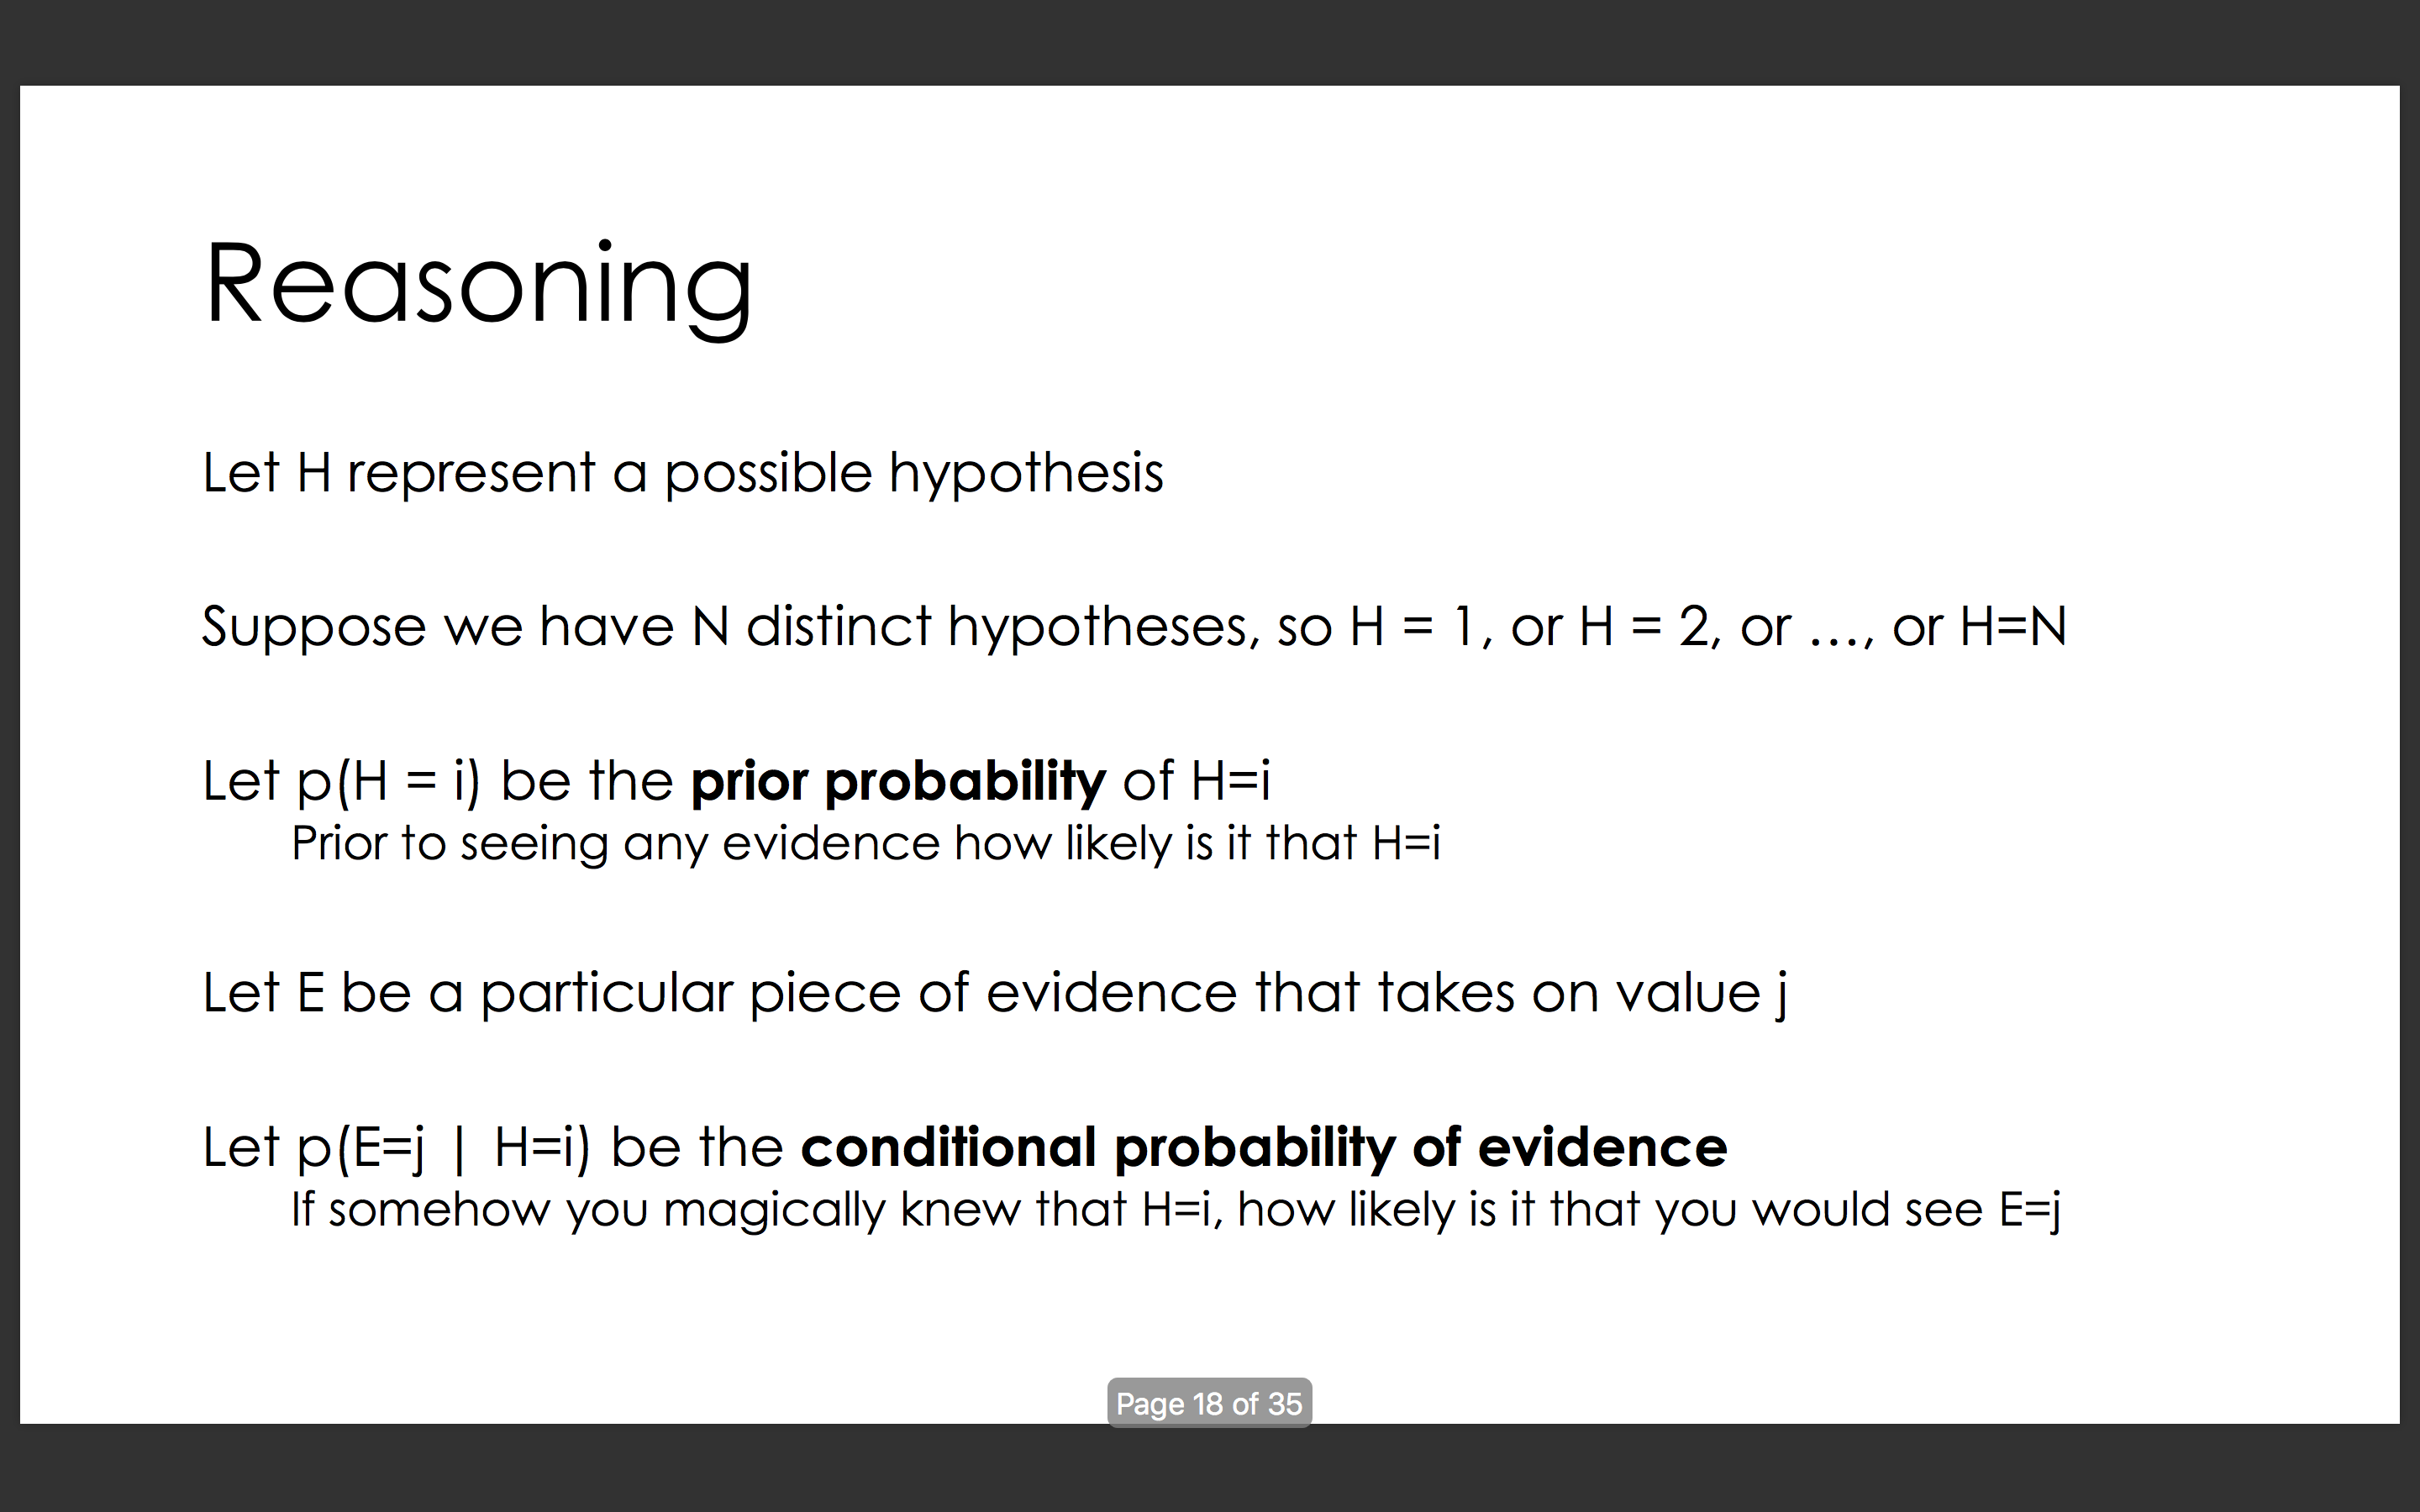 Reasoning
Let H represent a possible hypothesis
Suppose we have N distinct hypotheses, so H = 1, or H = 2, or ..., or H=N
Let p(H = i) be the prior probability of H=i
Prior to seeing any evidence how likely is it that H=i
Let E be a particular piece of evidence that takes on value j
Let p(E=j | H=i) be the conditional probability of evidence
If somehow you magically knew that H=i, how likely is it that you would see E=j
Page 18 of 35